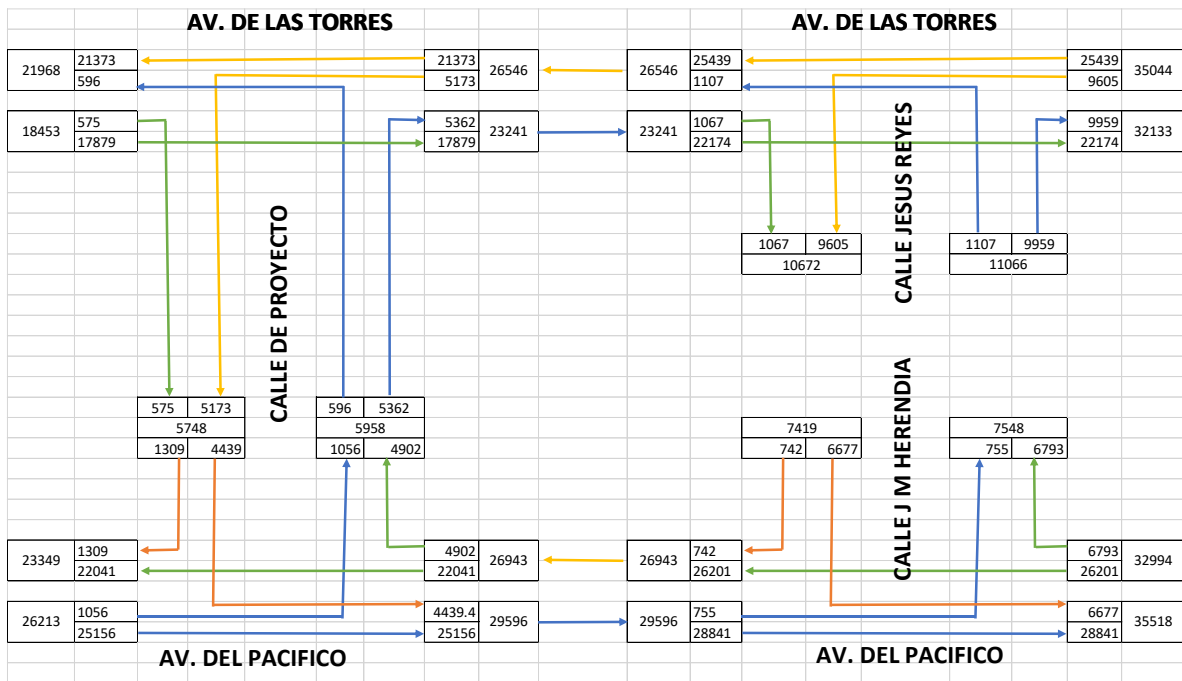 AV. DE LAS TORRES AV. DE LAS TORRES
21968 21373 21373 26546 26546 25439 25439 35044
596 5173 1107 9605
18453 575 5362 23241 23241 1067 9959 32133
17879 17879 22174 22174
CALLE JESUS REYES
CALLE DE PROYECTO
1067 9605 1107 9959
10672 11066
CALLE J M HERENDIA
575 5173 596 5362
5748 5958 7419 7548
1309 4439 1056 4902 742 6677 755 6793
23349 1309 4902 26943 26943 742 6793 32994
22041 22041 26201 26201
26213 1056 4439.4 29596 29596 755 6677 35518
25156 25156 28841 28841
AV. DEL PACIFICO AV. DEL PACIFICO